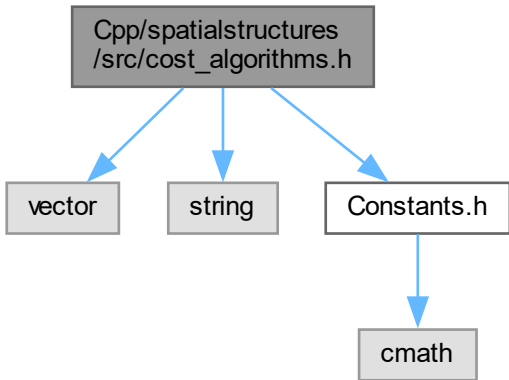 Cpp/spatialstructures
/src/cost_algorithms.h
vector
string
Constants.h
cmath